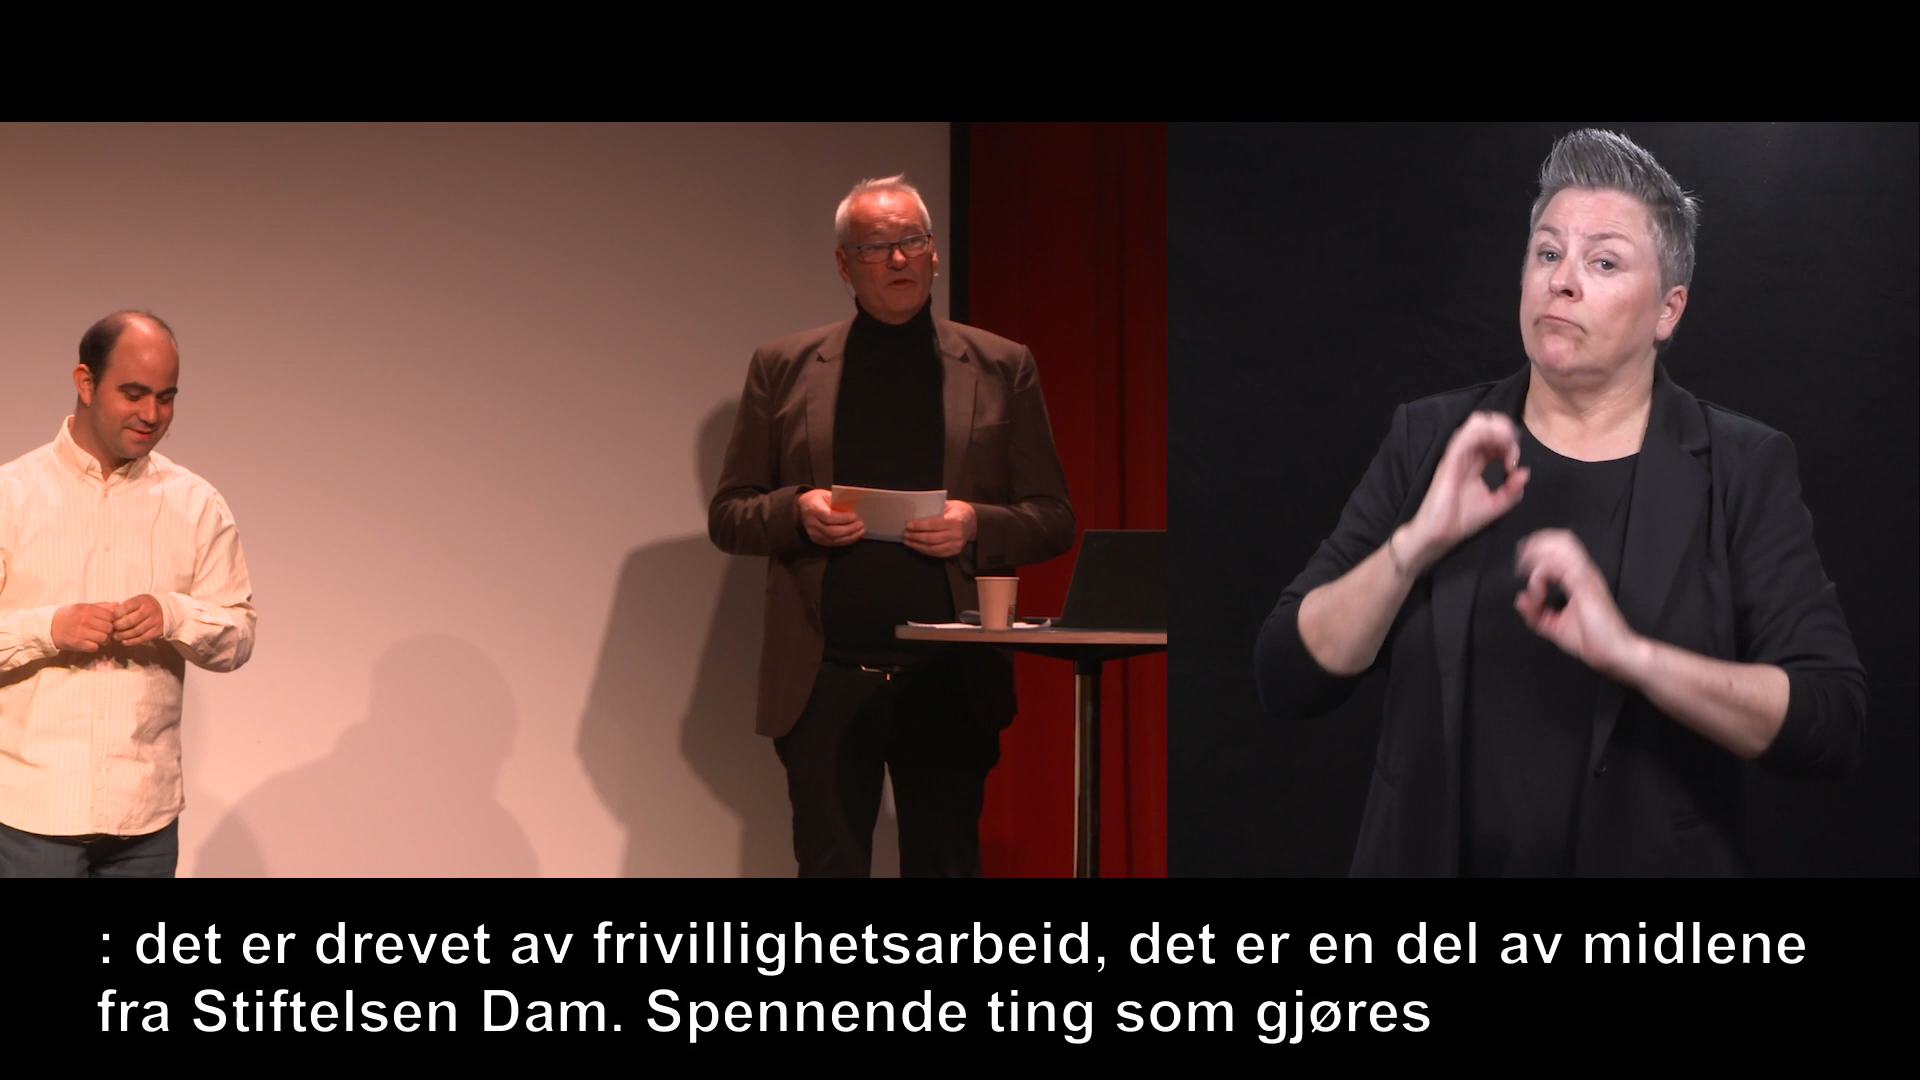 : det er drevet av frivillighetsarbeid, det er en del av midlene
fra Stiftelsen Dam. Spennende ting som gjøres